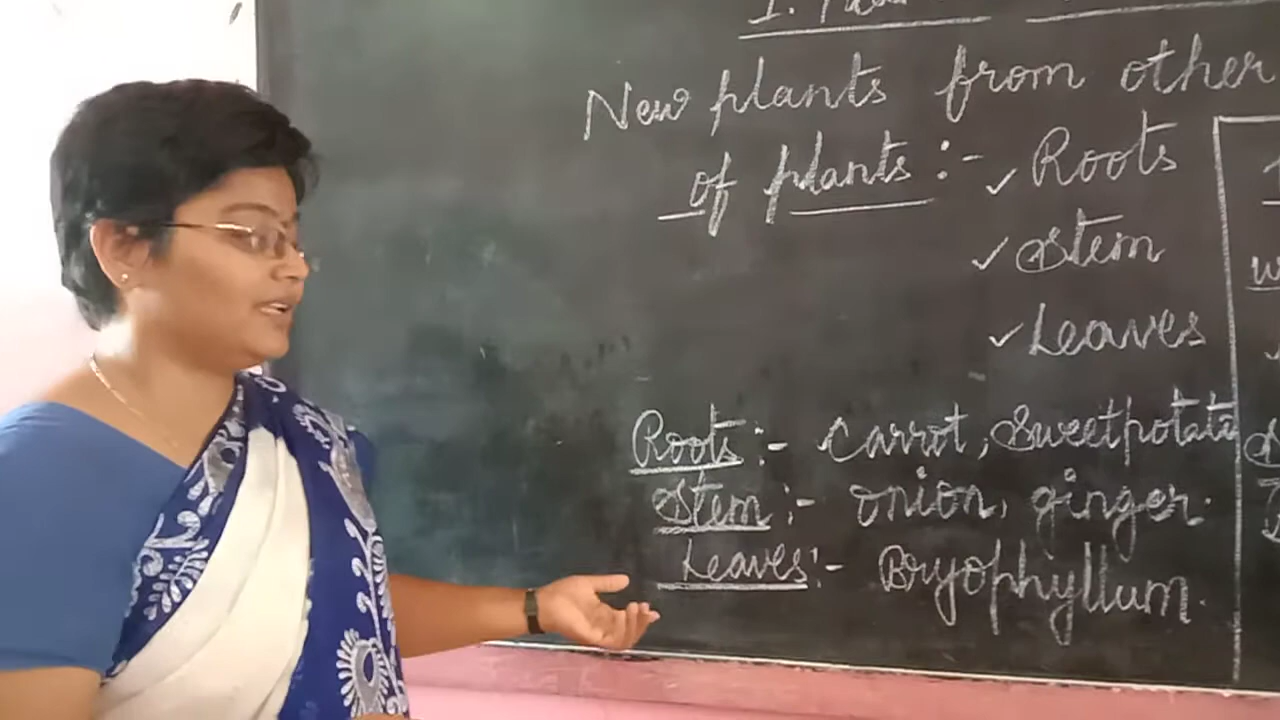 I.
New plants from other
of plants :- ✓ Roots
✓ Stem
✓ Leaves
Roots :- Carrot, Sweetpotato
Stem :- onion, ginger.
Leaves :- Bryophyllum.